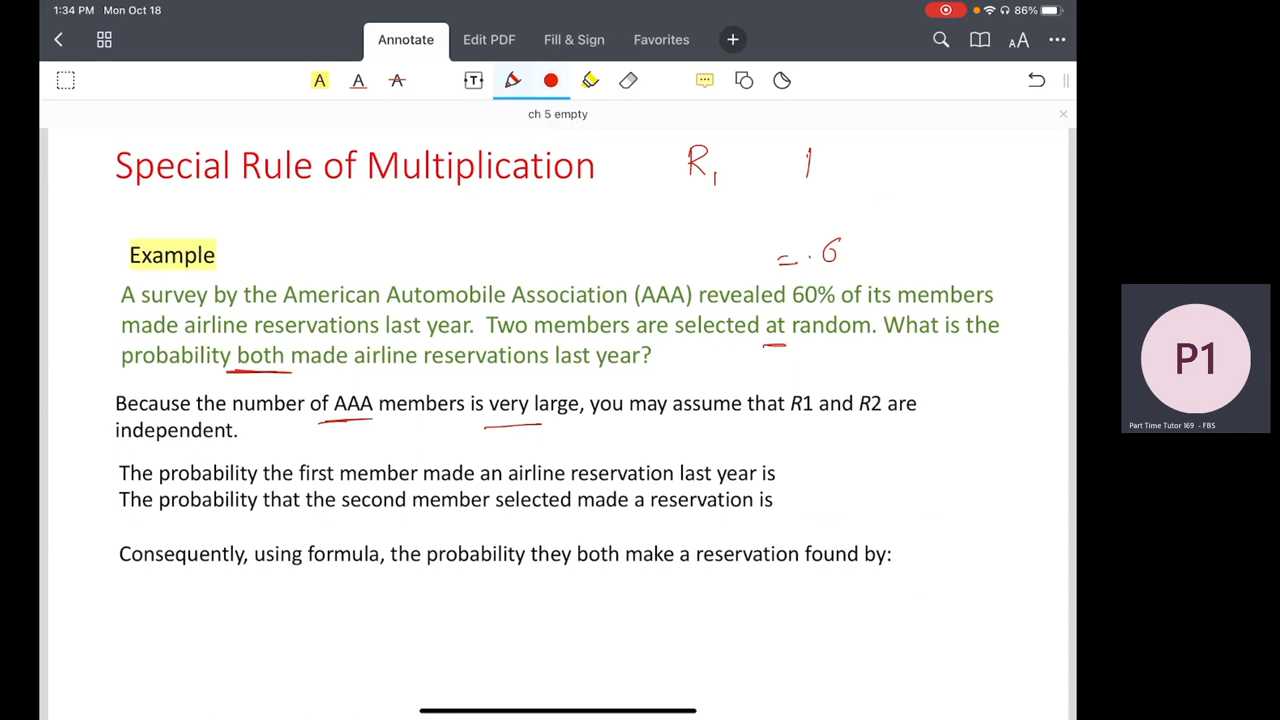 1:34 PM Mon Oct 18
86%
Annotate Edit PDF Fill & Sign Favorites
A A A T AA
ch 5 empty
Special Rule of Multiplication R1 1
Example
= .6
A survey by the American Automobile Association (AAA) revealed 60% of its members
made airline reservations last year. Two members are selected at random. What is the
probability both made airline reservations last year?
Because the number of AAA members is very large, you may assume that R1 and R2 are
independent.
The probability the first member made an airline reservation last year is
The probability that the second member selected made a reservation is
Consequently, using formula, the probability they both make a reservation found by:
P1
Part Time Tutor 169 - FBS